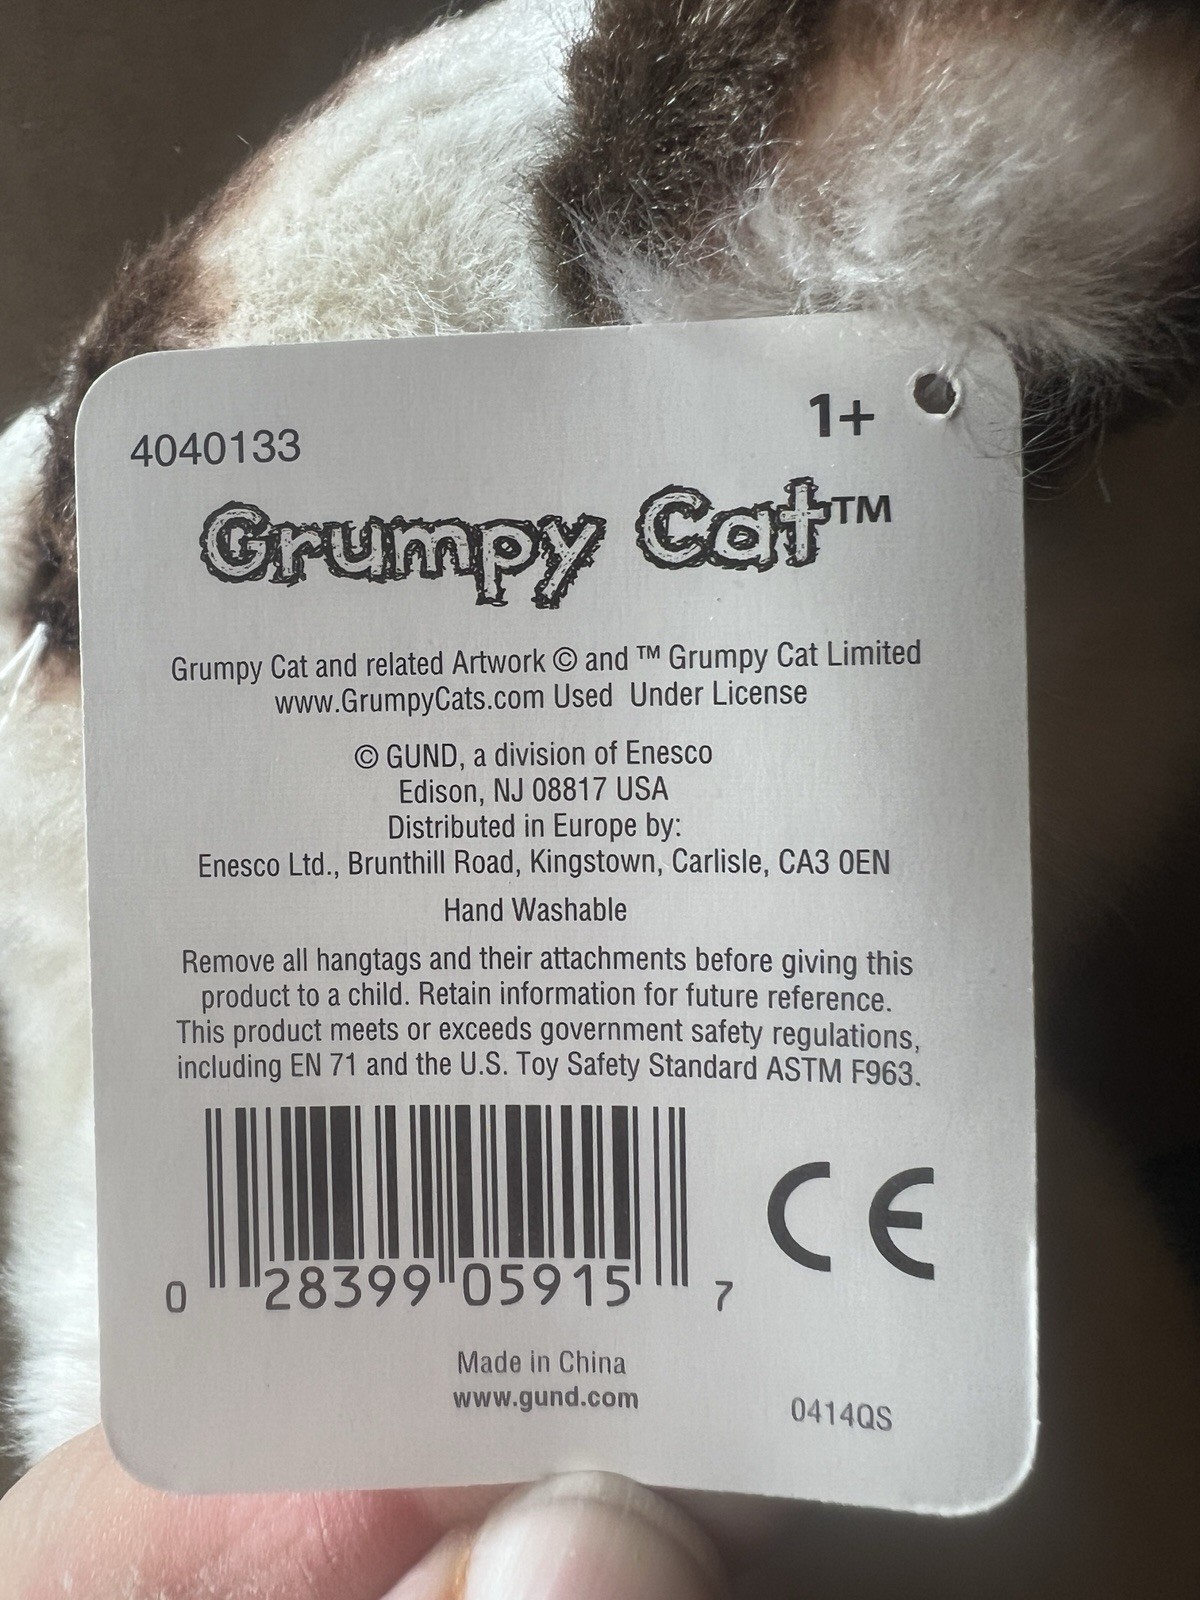 4040133
1+
Grumpy Cat™
Grumpy Cat and related Artwork © and ™ Grumpy Cat Limited
www.GrumpyCats.com Used Under License
© GUND, a division of Enesco
Edison, NJ 08817 USA
Distributed in Europe by:
Enesco Ltd., Brunthill Road, Kingstown, Carlisle, CA3 0EN
Hand Washable
Remove all hangtags and their attachments before giving this
product to a child. Retain information for future reference.
This product meets or exceeds government safety regulations,
including EN 71 and the U.S. Toy Safety Standard ASTM F963.
CE
0 28399 05915 7
Made in China
www.gund.com
0414QS